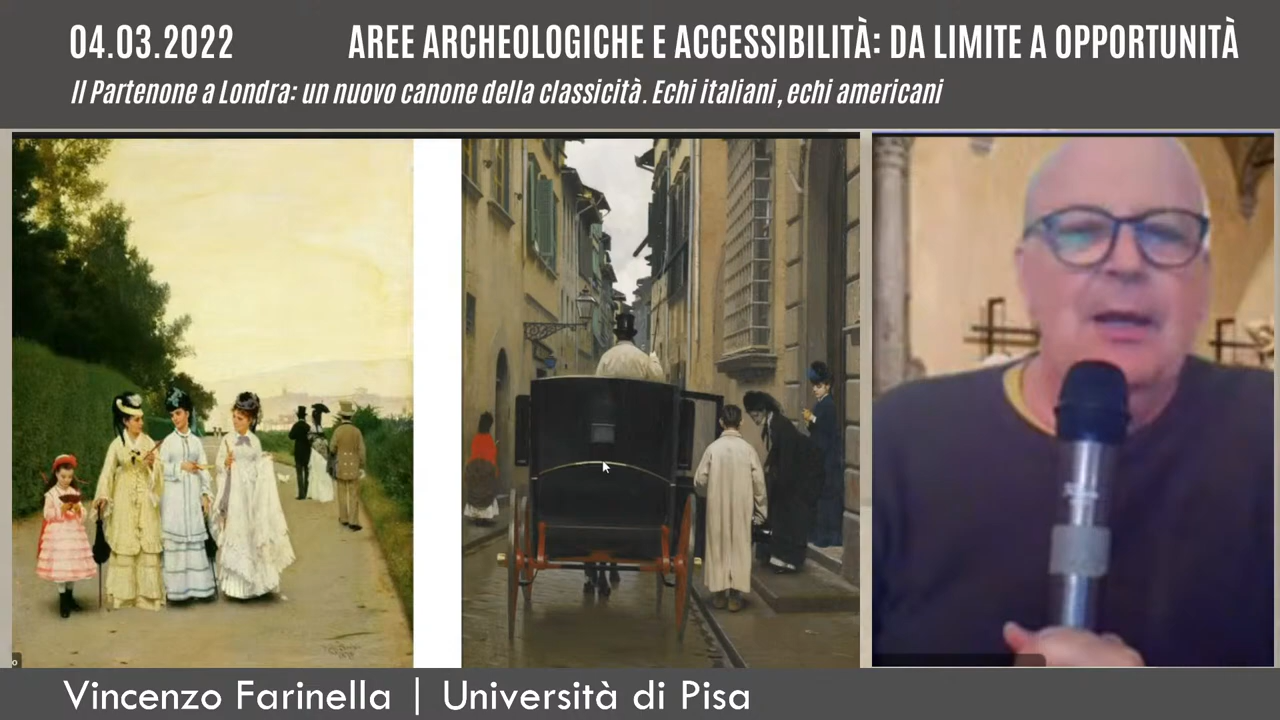 04.03.2022
AREE ARCHEOLOGICHE E ACCESSIBILITÀ: DA LIMITE A OPPORTUNITÀ
Il Partenone a Londra: un nuovo canone della classicità. Echi italiani, echi americani
Vincenzo Farinella | Università di Pisa